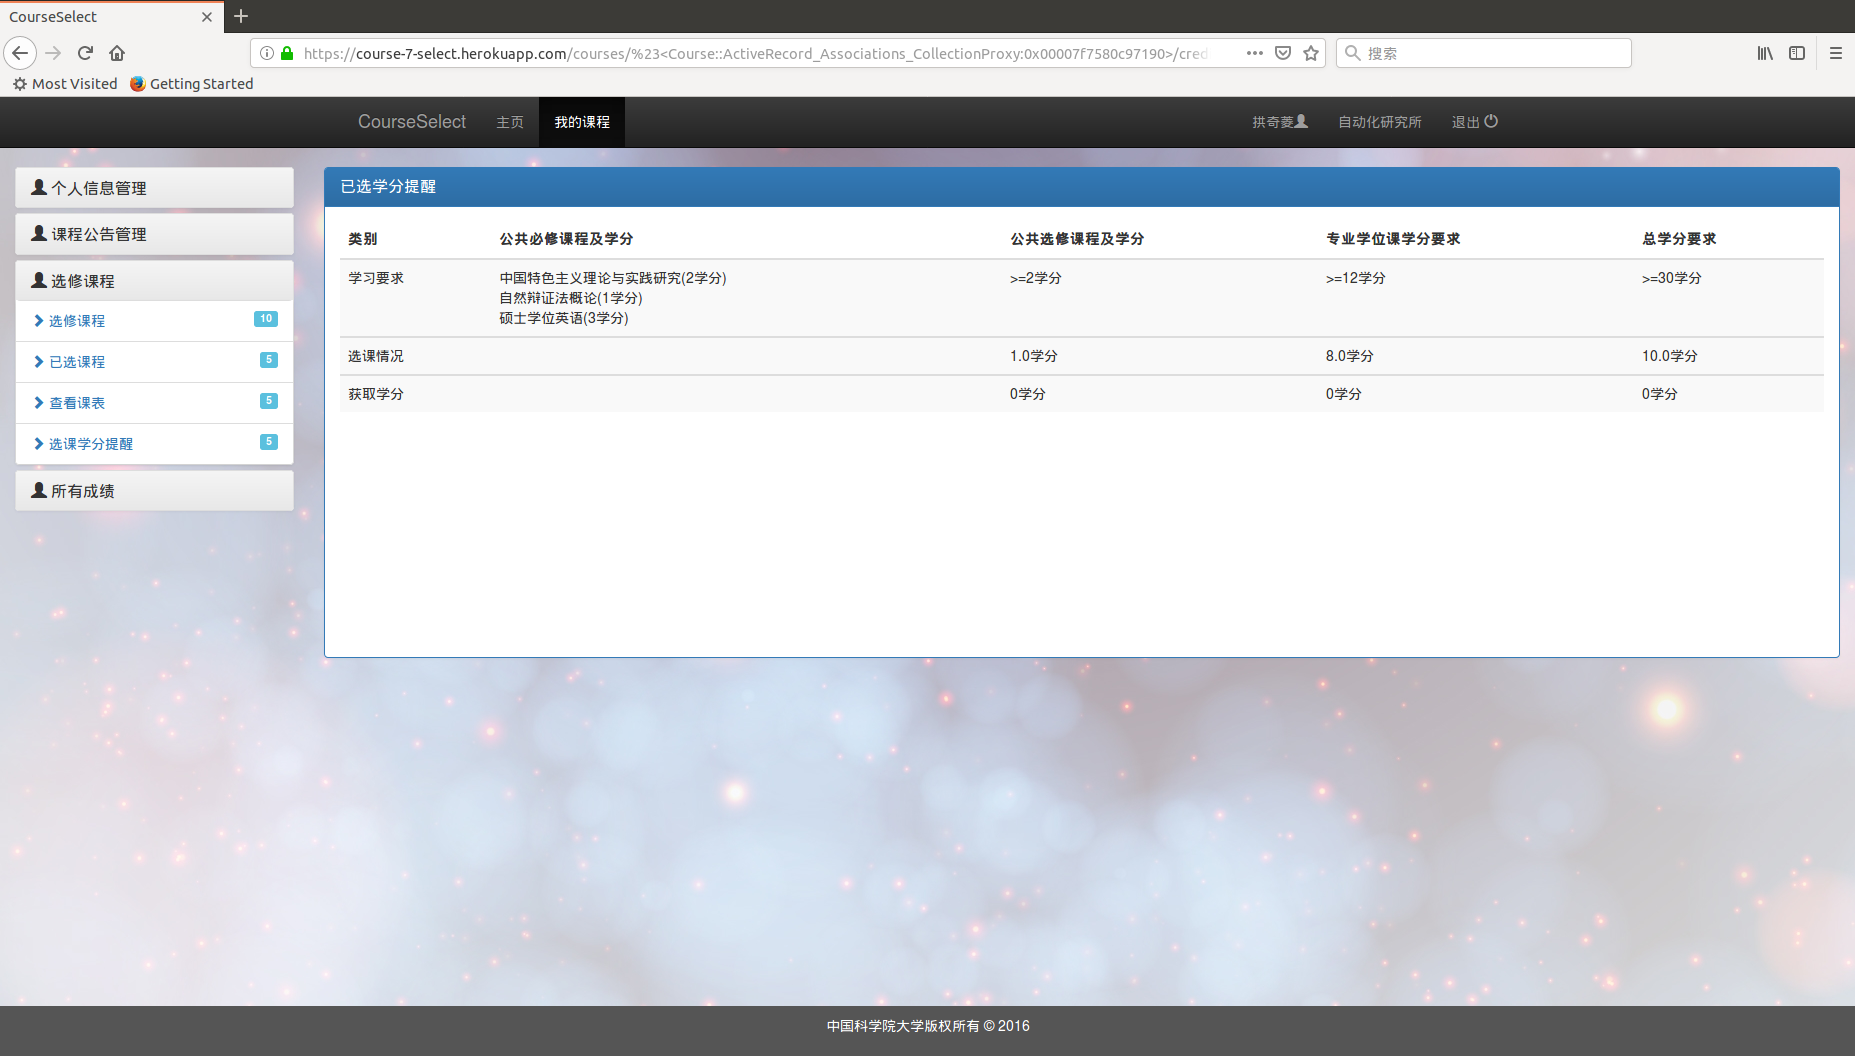 CourseSelect
https://course-7-select.herokuapp.com/courses/%23<Course::ActiveRecord_Associations_CollectionProxy:0x00007f7580c97190>/cred
搜索
Most Visited Getting Started
CourseSelect 主页 我的课程 拱奇菱 自动化研究所 退出
个人信息管理
课程公告管理
选修课程
选修课程 10
已选课程 5
查看课表 5
选课学分提醒 5
所有成绩
已选学分提醒
类别 公共必修课程及学分 公共选修课程及学分 专业学位课学分要求 总学分要求
学习要求 中国特色主义理论与实践研究(2学分) >=2学分 >=12学分 >=30学分
自然辩证法概论(1学分)
硕士学位英语(3学分)
选课情况 1.0学分 8.0学分 10.0学分
获取学分 0学分 0学分 0学分
中国科学院大学版权所有 © 2016